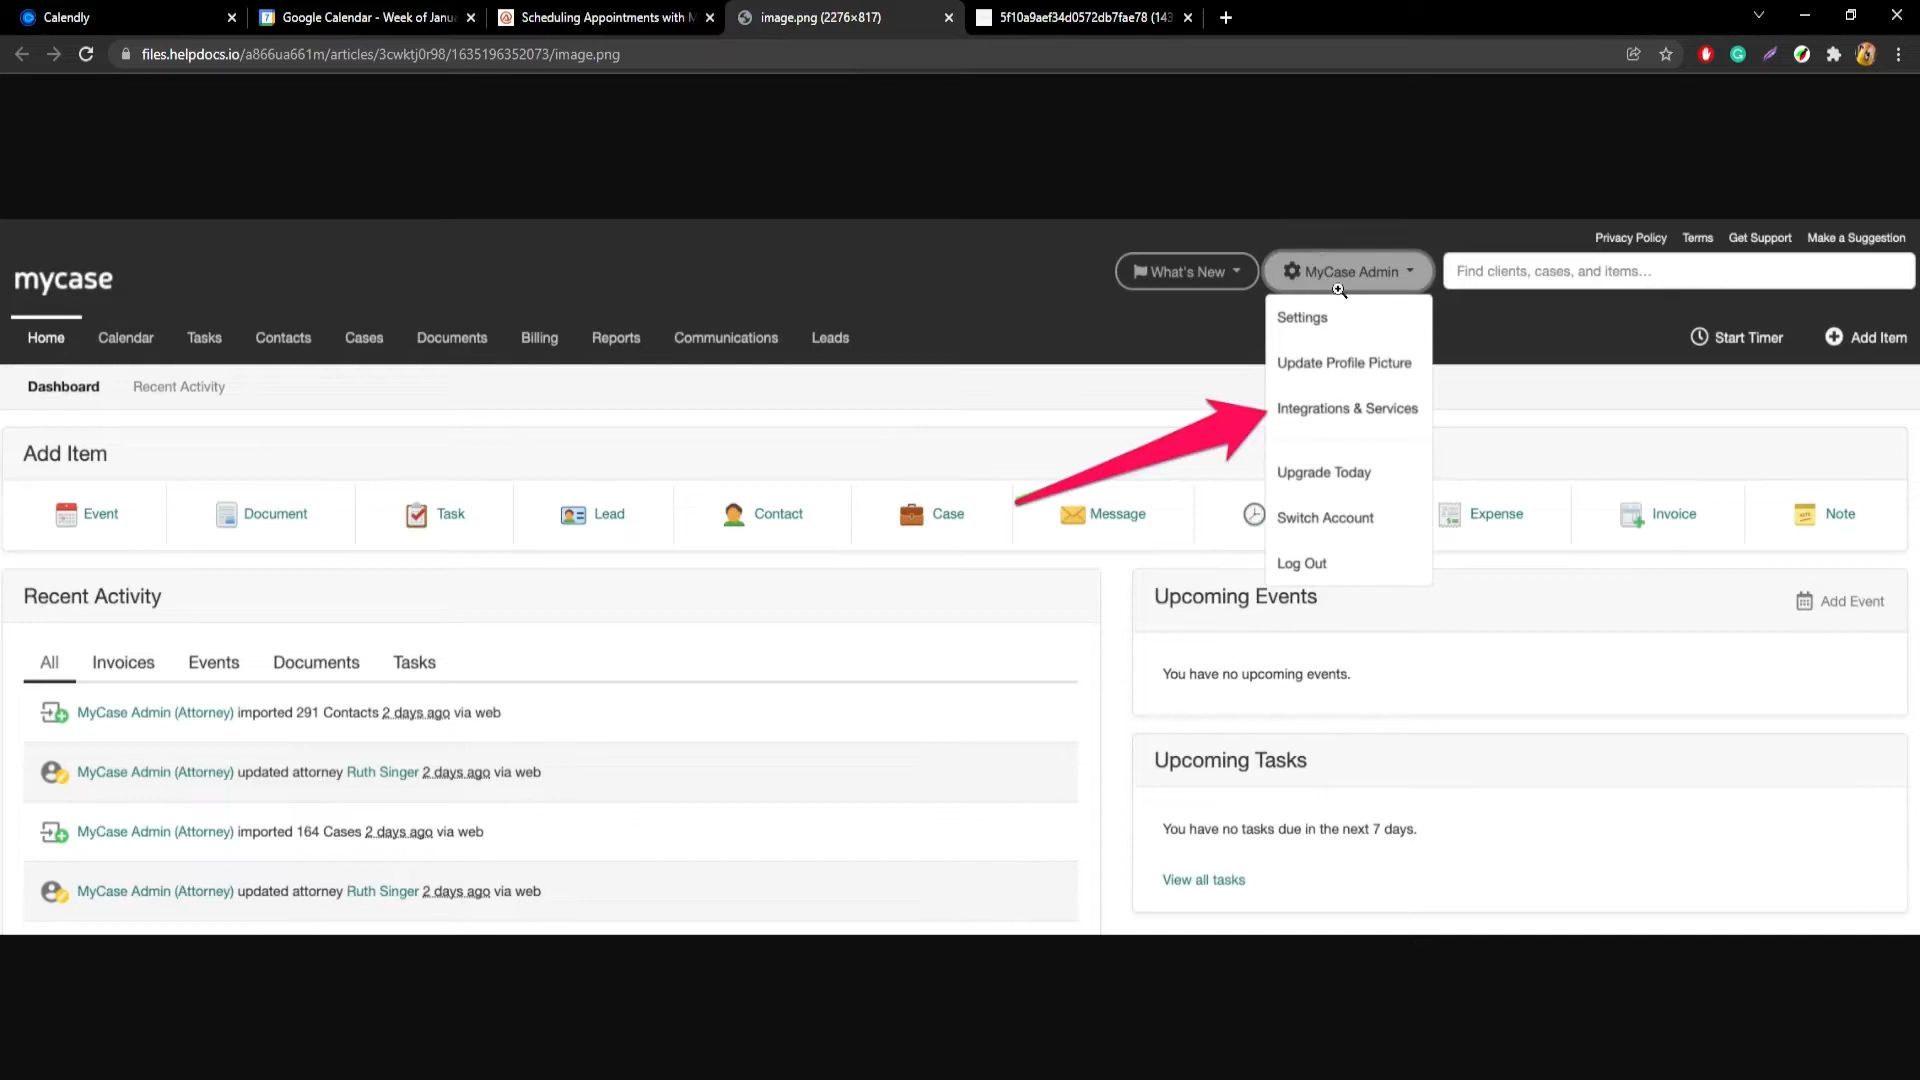 Calendly
Google Calendar - Week of Janu
Scheduling Appointments with M
image.png (2276×817)
5f10a9aef34d0572db7fae78 (143
files.helpdocs.io/a866ua661m/articles/3cwktj0r98/1635196352073/image.png
Privacy Policy Terms Get Support Make a Suggestion
mycase
What's New
MyCase Admin
Find clients, cases, and items...
Home Calendar Tasks Contacts Cases Documents Billing Reports Communications Leads
Start Timer
Add Item
Settings
Update Profile Picture
Integrations & Services
Upgrade Today
Switch Account
Log Out
Dashboard Recent Activity
Add Item
Event Document Task Lead Contact Case Message Expense Invoice Note
Recent Activity
All Invoices Events Documents Tasks
MyCase Admin (Attorney) imported 291 Contacts 2 days ago via web
MyCase Admin (Attorney) updated attorney Ruth Singer 2 days ago via web
MyCase Admin (Attorney) imported 164 Cases 2 days ago via web
MyCase Admin (Attorney) updated attorney Ruth Singer 2 days ago via web
Upcoming Events
Add Event
You have no upcoming events.
Upcoming Tasks
You have no tasks due in the next 7 days.
View all tasks